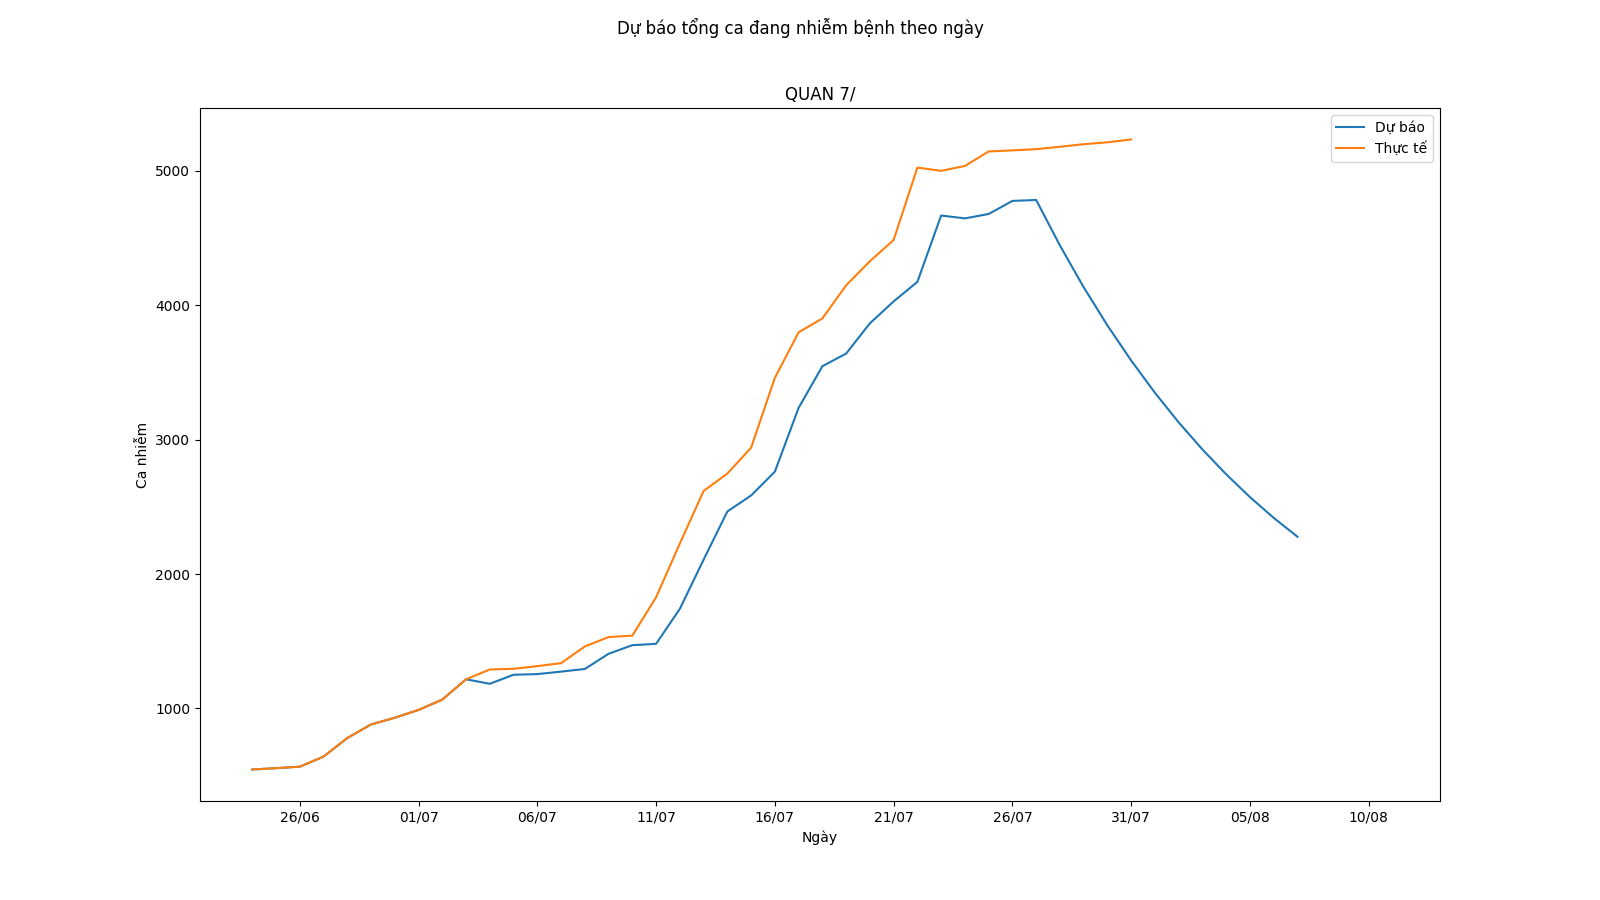 Dự báo tổng ca đang nhiễm bệnh theo ngày
QUAN 7/
Dự báo
Thực tế
5000
4000
3000
2000
1000
Ca nhiễm
26/06
01/07
06/07
11/07
16/07
21/07
26/07
31/07
05/08
10/08
Ngày